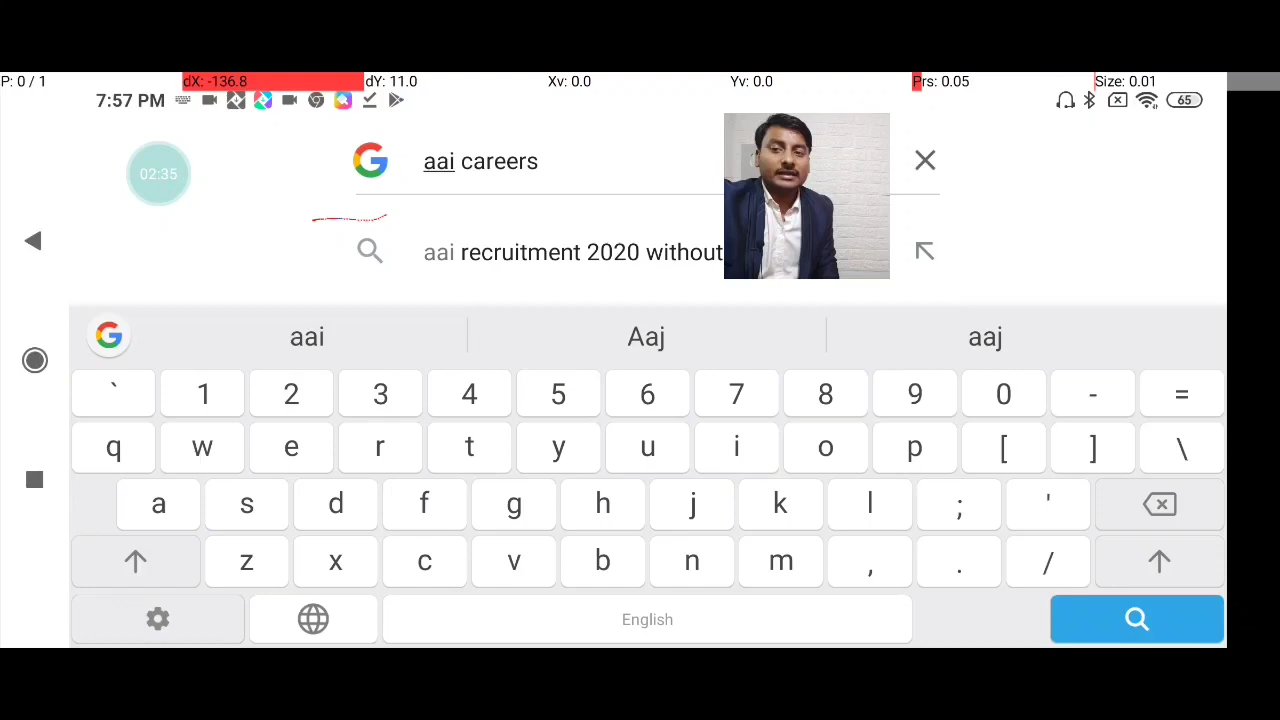 P: 0 / 1 dX: -136.8 dY: 11.0 Xv: 0.0 Yv: 0.0 Prs: 0.05 Size: 0.01
7:57 PM 65
02:35
aai careers
aai recruitment 2020 without
aai Aaj aaj
` 1 2 3 4 5 6 7 8 9 0 - =
q w e r t y u i o p [ ] \
a s d f g h j k l ; '
z x c v b n m , . /
English